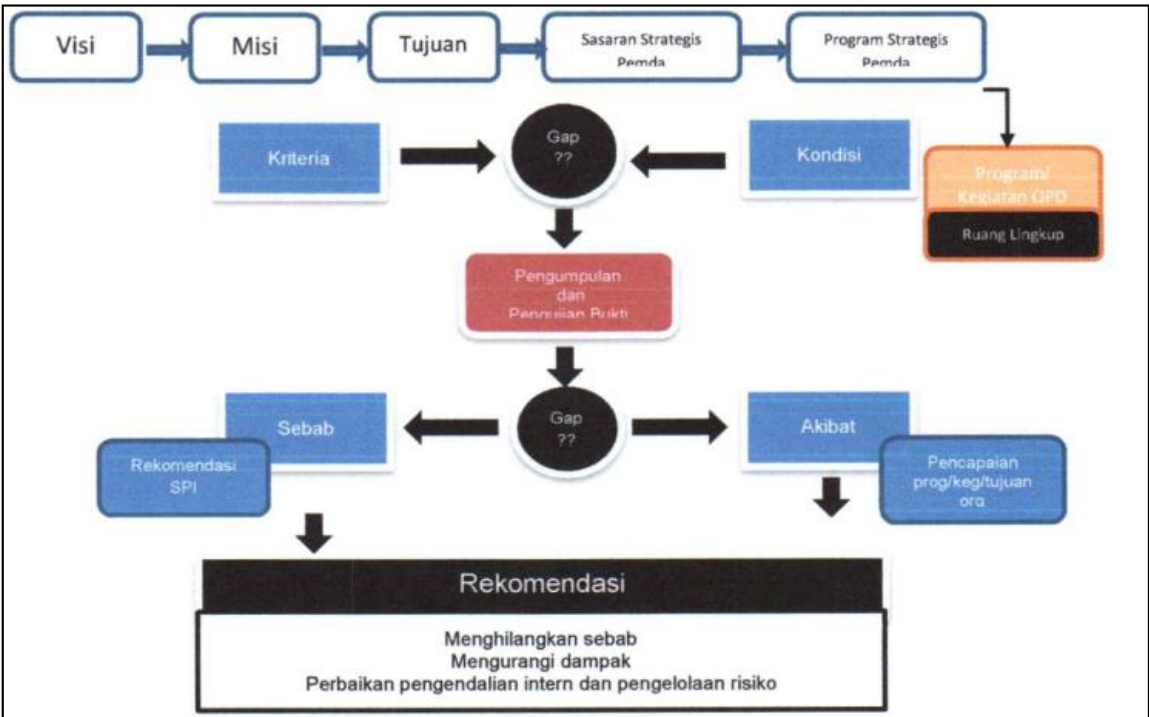 Visi
Misi
Tujuan
Sasaran Strategis
Pemda
Program Strategis
Pemda
Kriteria
Gap
??
Kondisi
Program/
Kegiatan OPD
Ruang Lingkup
Pengumpulan
dan
Pengujian Bukti
Sebab
Gap
??
Akibat
Rekomendasi
SPI
Pencapaian
prog/keg/tujuan
org
Rekomendasi
Menghilangkan sebab
Mengurangi dampak
Perbaikan pengendalian intern dan pengelolaan risiko